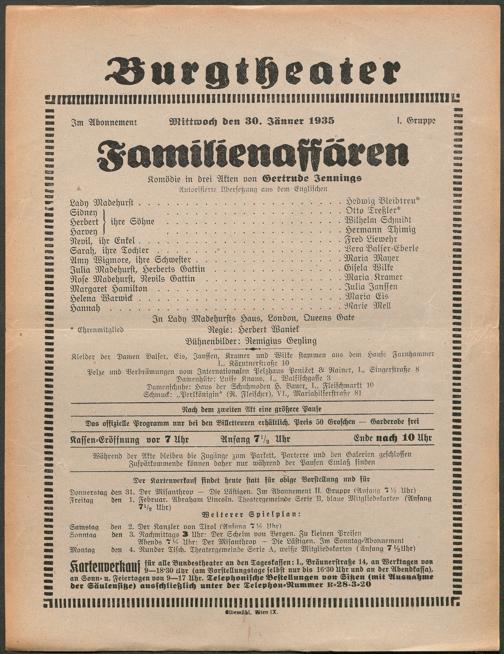 Burgtheater
Im Abonnement Mittwoch den 30. Jänner 1935 I. Gruppe
Familienaffären
Komödie in drei Akten von Gertrude Jennings
Autorisierte Übersetzung aus dem Englischen
Lady Madehurst . . . Hedwig Bleibtreu*
Sidney } . . . Otto Treßler*
Herbert } ihre Söhne . . . Wilhelm Schmidt
Harvey } . . . Hermann Thimig
Nevil, ihr Enkel . . . Fred Liewehr
Sarah, ihre Tochter . . . Vera Balser-Eberle
Amy Wigmore, ihre Schwester . . . Maria Mayer
Julia Madehurst, Herberts Gattin . . . Gisela Wilke
Rose Madehurst, Nevils Gattin . . . Maria Kramer
Margaret Hamilton . . . Julia Janssen
Helena Warwick . . . Maria Eis
Hannah . . . Marie Mell
In Lady Madehursts Haus, London, Queens Gate
* Ehrenmitglied Regie: Herbert Waniek
Bühnenbilder: Remigius Geyling
Kleider der Damen Balser, Eis, Janssen, Kramer und Wilke stammen aus dem Hause Farnhammer
I., Kärntnerstraße 10
Pelze und Verbrämungen vom Internationalen Pelzhaus Penižek & Rainer, I., Singerstraße 8
Damenhüte: Luise Knauo, I., Walfischgasse 3
Damenschuhe: Haus der Schuhmoden H. Bauer, I., Fleischmarkt 10
Schmuck: „Perlkönigin“ (R. Fleischer), VI., Mariahilferstraße 81
Nach dem zweiten Akt eine größere Pause
Das offizielle Programm nur bei den Billetteuren erhältlich. Preis 50 Groschen — Garderobe frei
Kassen-Eröffnung vor 7 Uhr Anfang 7½ Uhr Ende nach 10 Uhr
Während der Akte bleiben die Zugänge zum Parkett, Parterre und den Galerien geschlossen
Zuspätkommende können daher nur während der Pausen Einlaß finden
Der Kartenverkauf findet heute statt für obige Vorstellung und für
Donnerstag den 31. Der Misanthrop — Die Lästigen. Im Abonnement II. Gruppe (Anfang 7½ Uhr)
Freitag den 1. Februar. Abraham Lincoln. Theatergemeinde Serie B, blaue Mitgliedskarten (Anfang
7½ Uhr)
Weiterer Spielplan:
Samstag den 2. Der Kanzler von Tirol (Anfang 7½ Uhr)
Sonntag den 3. Nachmittags 3 Uhr: Der Schelm von Bergen. Zu kleinen Preisen
Abends 7½ Uhr: Der Misanthrop — Die Lästigen. Im Sonntag-Abonnement
Montag den 4. Runder Tisch. Theatergemeinde Serie A, weiße Mitgliedskarten (Anfang 7½ Uhr)
Kartenverkauf für alle Bundestheater an den Tageskassen: I., Bräunerstraße 14, an Werktagen von
9—18·30 Uhr (am Vorstellungstage selbst nur bis 16·30 Uhr und an der Abendkassa),
an Sonn- u. Feiertagen von 9—17 Uhr. Telephonische Bestellungen von Sitzen (mit Ausnahme
der Säulensitze) ausschließlich unter der Telephon-Nummer R-28-3-20
Elbemühl, Wien IX.